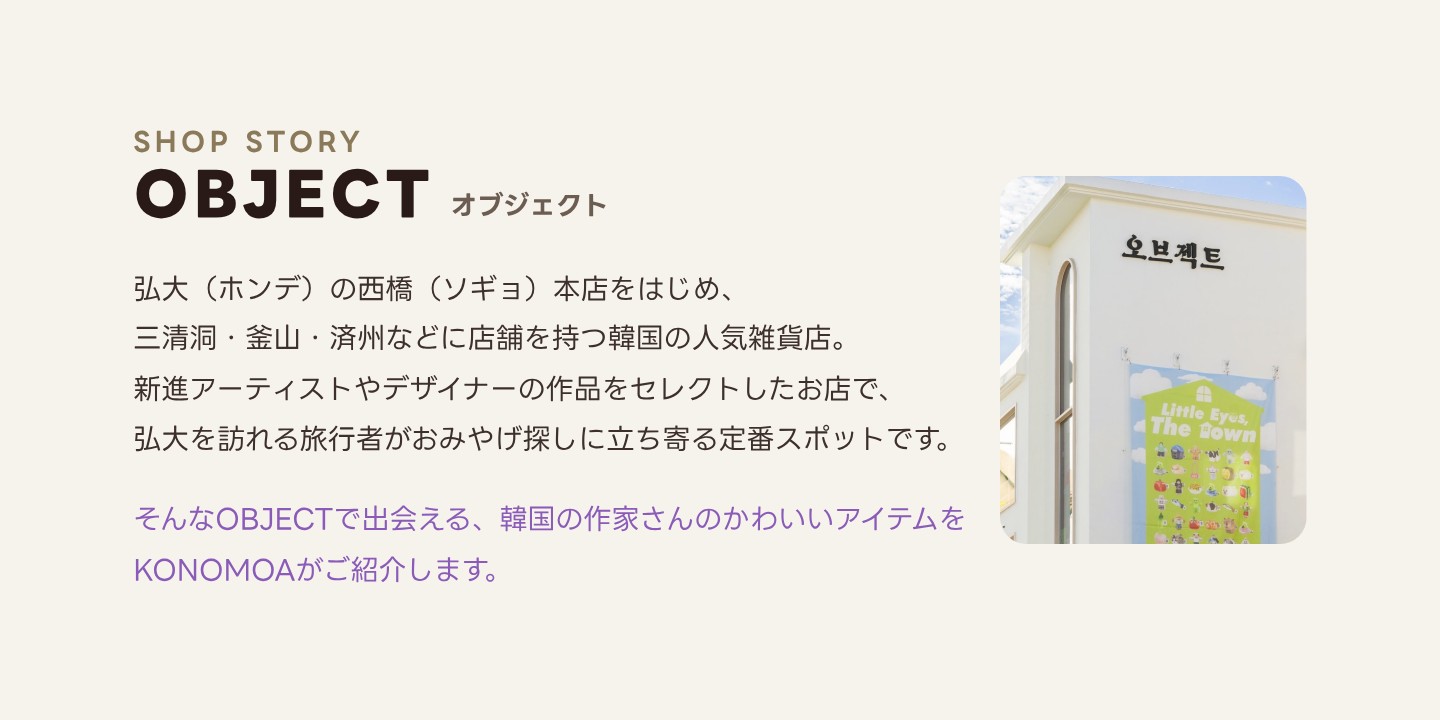 SHOP STORY
OBJECT オブジェクト
弘大（ホンデ）の西橋（ソギョ）本店をはじめ、
三清洞・釜山・済州などに店舗を持つ韓国の人気雑貨店。
新進アーティストやデザイナーの作品をセレクトしたお店で、
弘大を訪れる旅行者がおみやげ探しに立ち寄る定番スポットです。
そんなOBJECTで出会える、韓国の作家さんのかわいいアイテムを
KONOMOAがご紹介します。
오브젝트
Little Eyes,
The Town